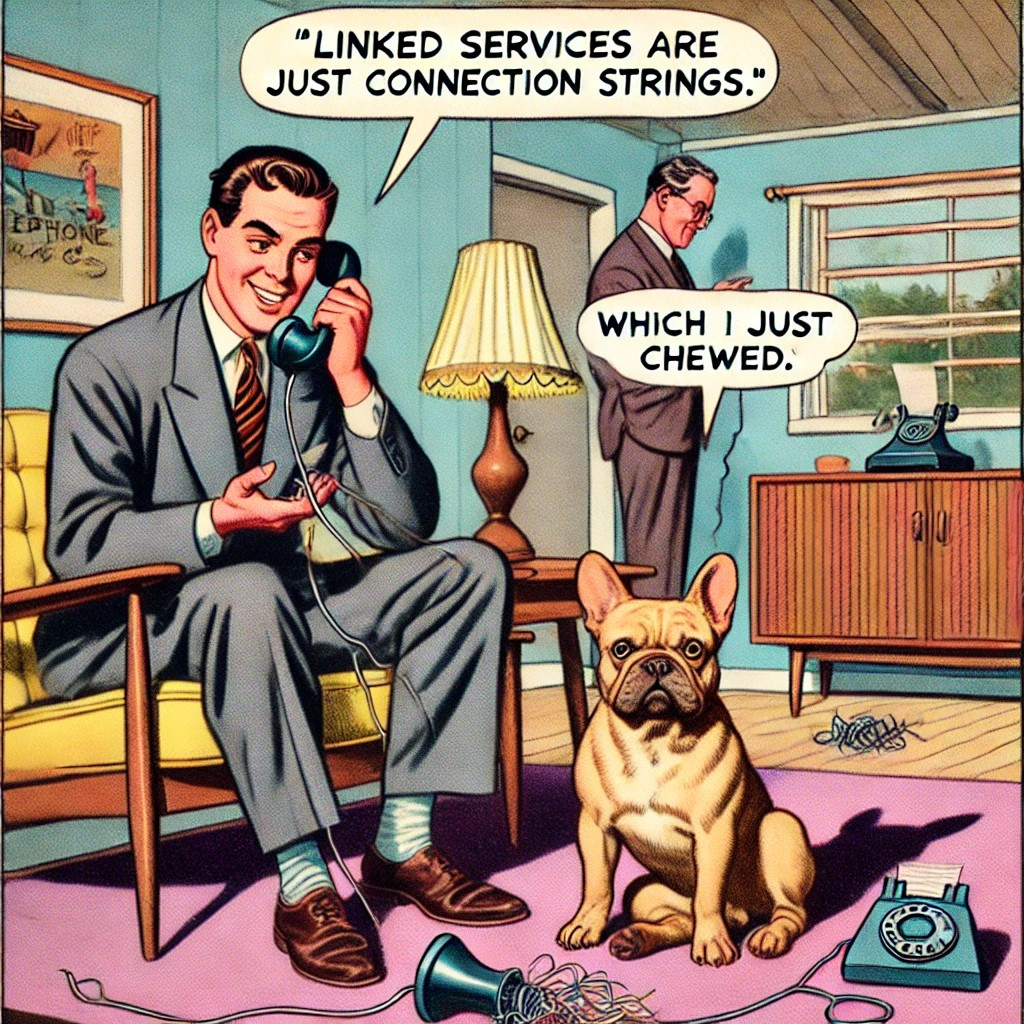 "LINKED SERVICES ARE
JUST CONNECTION STRINGS."
WHICH I JUST
CHEWED.